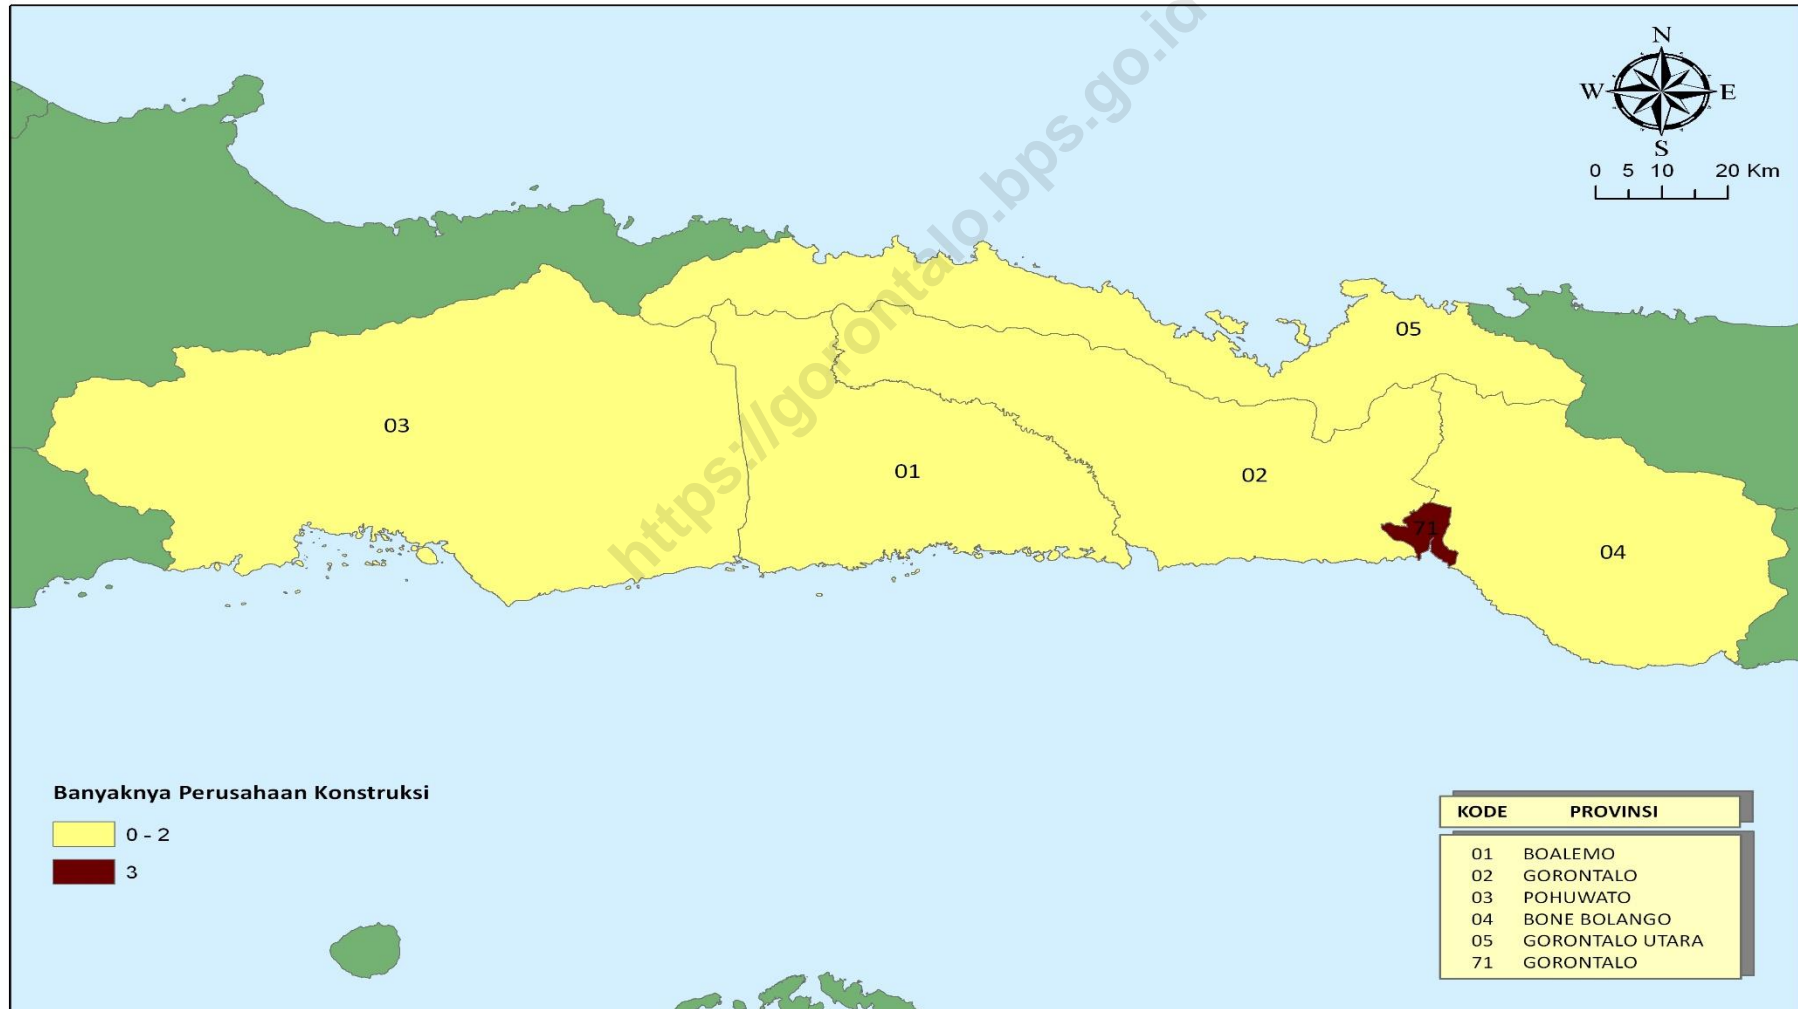 https://gorontalo.bps.go.id
N
W E
S
0 5 10 20 Km
05
03
01
02
71
04
Banyaknya Perusahaan Konstruksi
0 - 2
3
KODE PROVINSI
01 BOALEMO
02 GORONTALO
03 POHUWATO
04 BONE BOLANGO
05 GORONTALO UTARA
71 GORONTALO